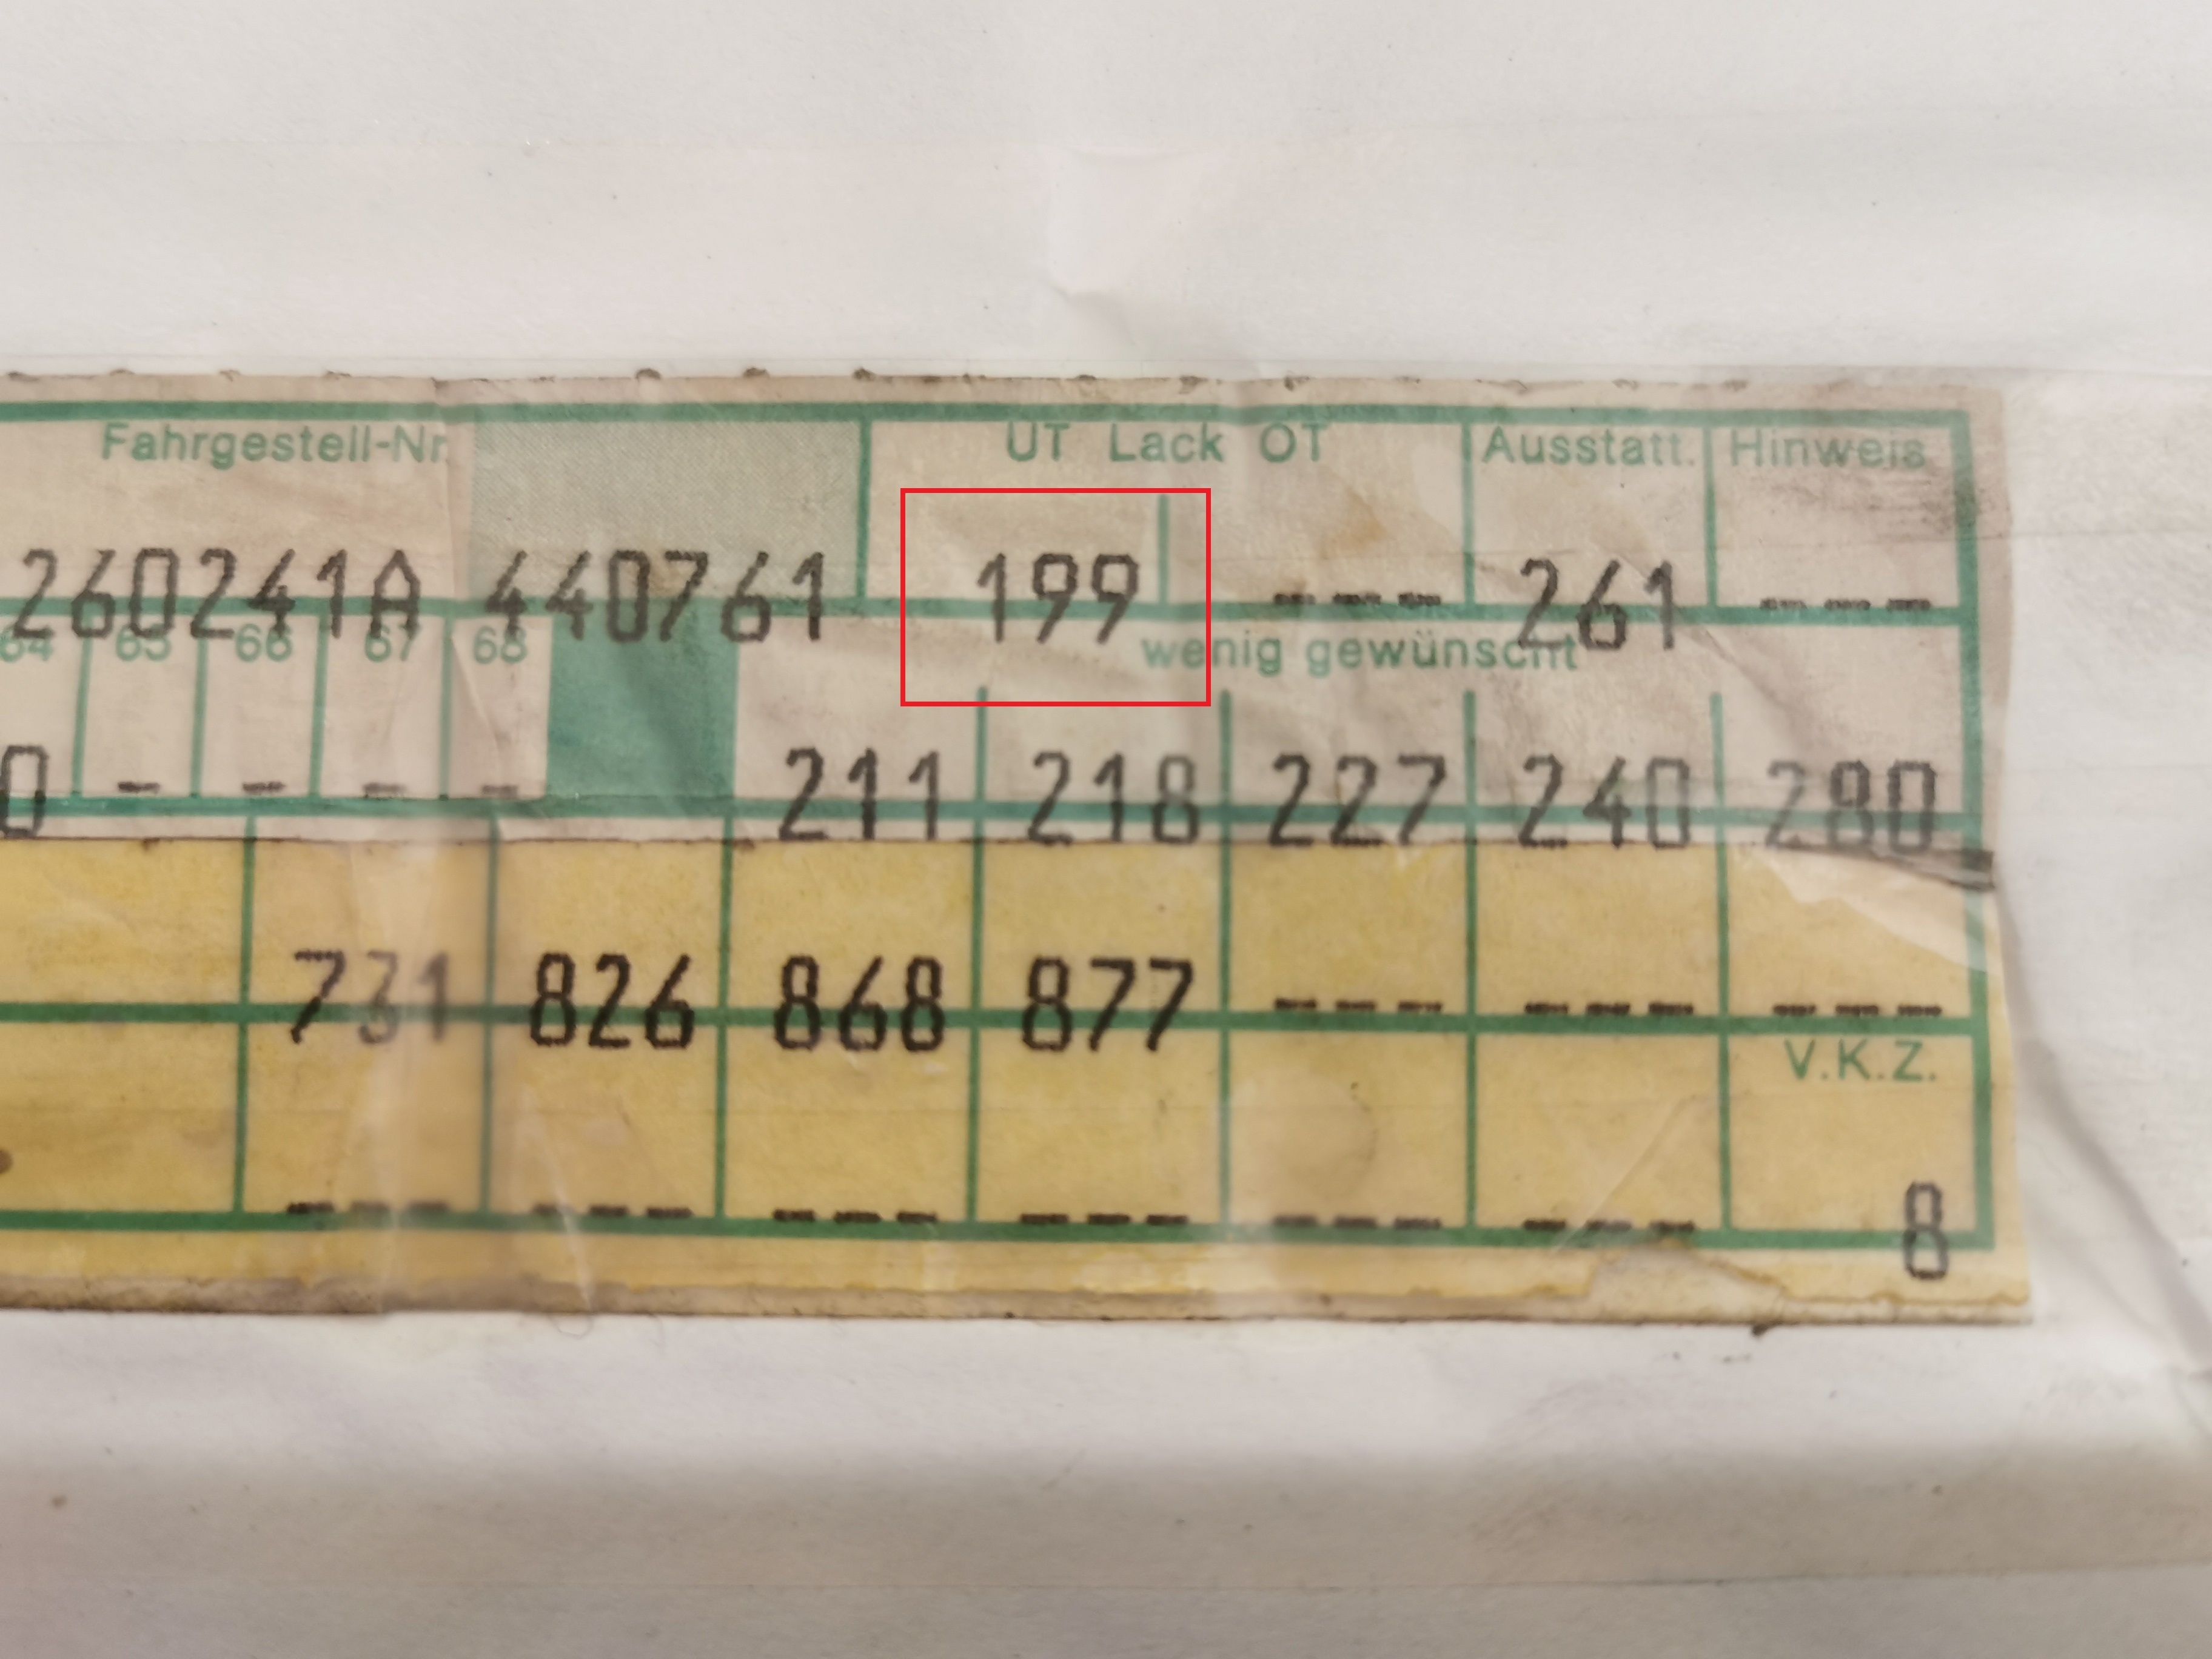 Fahrgestell-Nr. UT Lack OT Ausstatt. Hinweis
260241A 440761 199 --- 261 ---
64 65 66 67 68 wenig gewünscht
0 - - - - 211 218 227 240 280
731 826 868 877 --- --- ---
V.K.Z.
--- --- --- --- --- --- 8